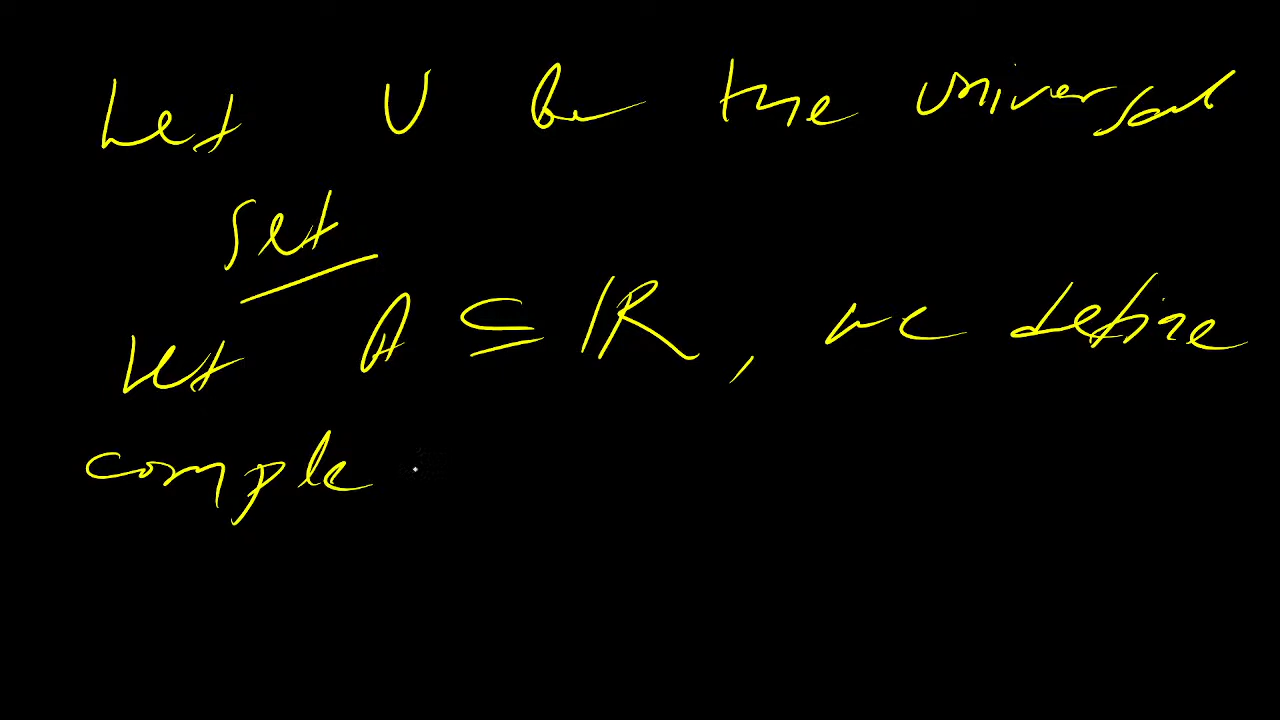 Let U be the universal
set
Let A ⊆ ℝ, we define
comple